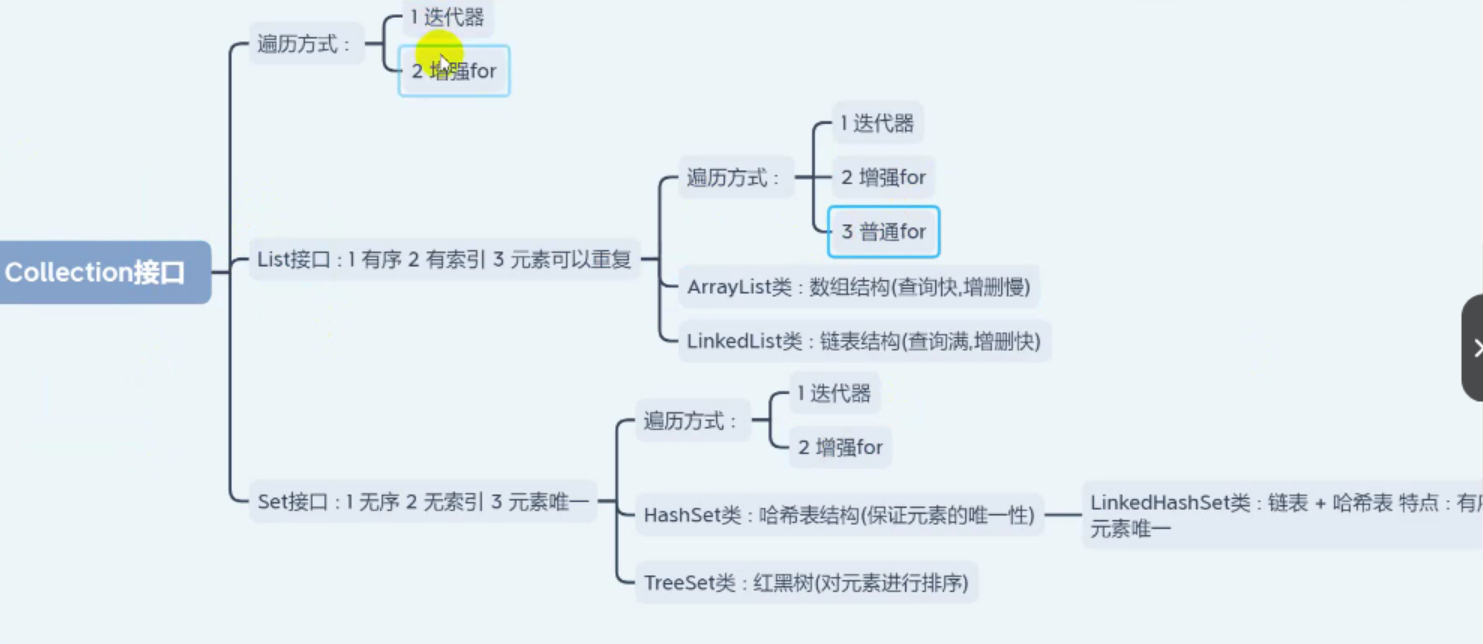 1 迭代器
遍历方式：
2 增强for
1 迭代器
遍历方式：
2 增强for
3 普通for
Collection接口
List接口：1 有序 2 有索引 3 元素可以重复
ArrayList类：数组结构(查询快,增删慢)
LinkedList类：链表结构(查询满,增删快)
1 迭代器
遍历方式：
2 增强for
Set接口：1 无序 2 无索引 3 元素唯一
HashSet类：哈希表结构(保证元素的唯一性)
LinkedHashSet类：链表 + 哈希表 特点：有
元素唯一
TreeSet类：红黑树(对元素进行排序)